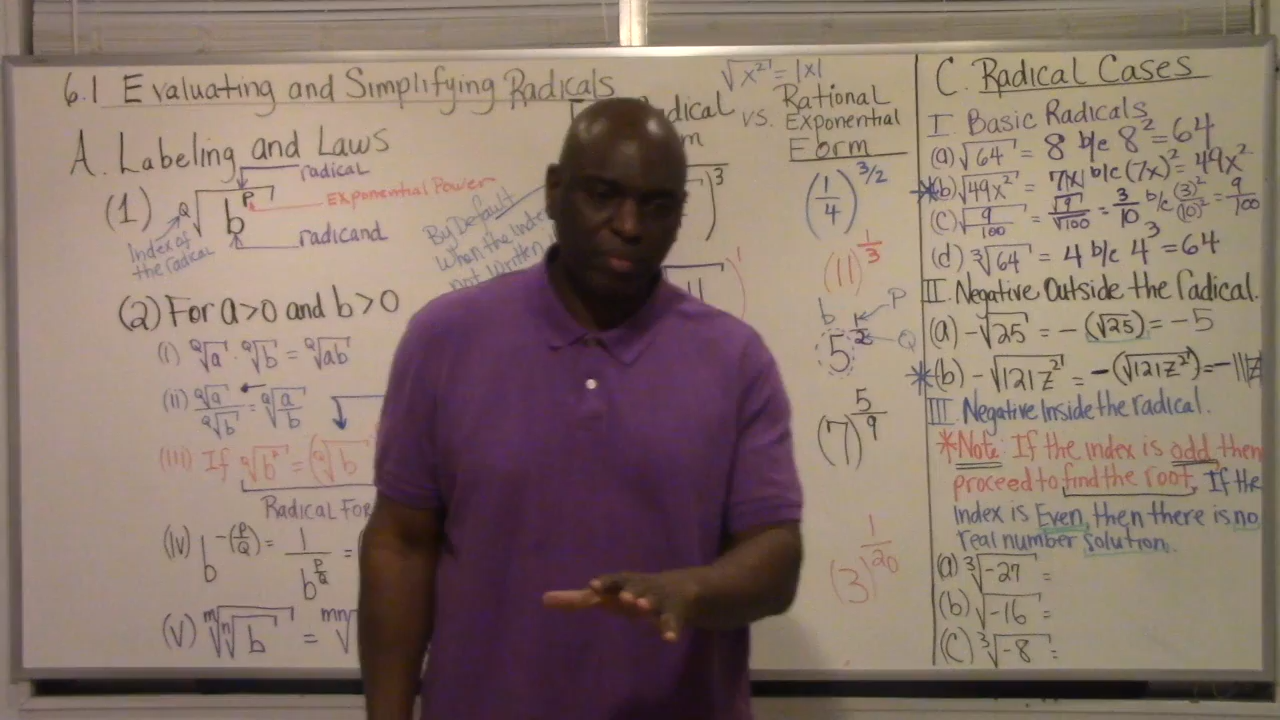 6.1 Evaluating and Simplifying Radicals
A. Labeling and Laws
(1) Q√b^P
radical
Exponential Power
radicand
Index of the radical
By Default
When the Index
not Written
(2) For a>0 and b>0
(i) Q√a · Q√b = Q√ab
(ii) Q√a / Q√b = Q√(a/b)
(iii) If Q√b^P = (Q√b
Radical For
(iv) b^-(P/Q) = 1/b^(P/Q) =
(v) m√n√b = mn√
√x² = |x|
vs. Rational
Exponential
Form
)^3
(1/4)^3/2
)^1
(11)^1/3
b
P
Q
5^1/2
(7)^5/9
(3)^1/20
C. Radical Cases
I. Basic Radicals
(a) √64 = 8 b/c 8² = 64
*(b) √49x² = 7|x| b/c (7x)² = 49x²
(c) √(9/100) = √9/√100 = 3/10 b/c (3)²/(10)² = 9/100
(d) 3√64 = 4 b/c 4³ = 64
II. Negative Outside the radical.
(a) -√25 = -(√25) = -5
*(b) -√121z² = -(√121z²) = -11|z
III. Negative Inside the radical.
*Note: If the index is odd then
proceed to find the root. If the
index is Even, then there is no
real number solution.
(a) 3√-27 =
(b) √-16 =
(c) 3√-8 =